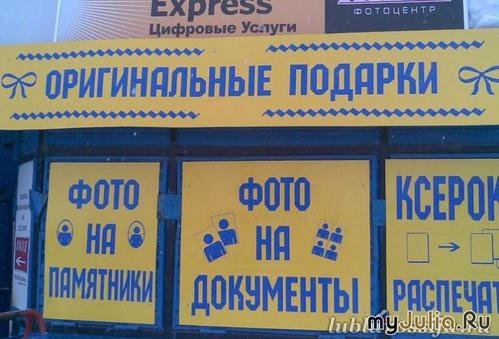 Express
Цифровые Услуги
ФОТОЦЕНТР
ОРИГИНАЛЬНЫЕ ПОДАРКИ
ФОТО
НА
ПАМЯТНИКИ
ФОТО
НА
ДОКУМЕНТЫ
КСЕРОК
РАСПЕЧАТ
myJulia.Ru